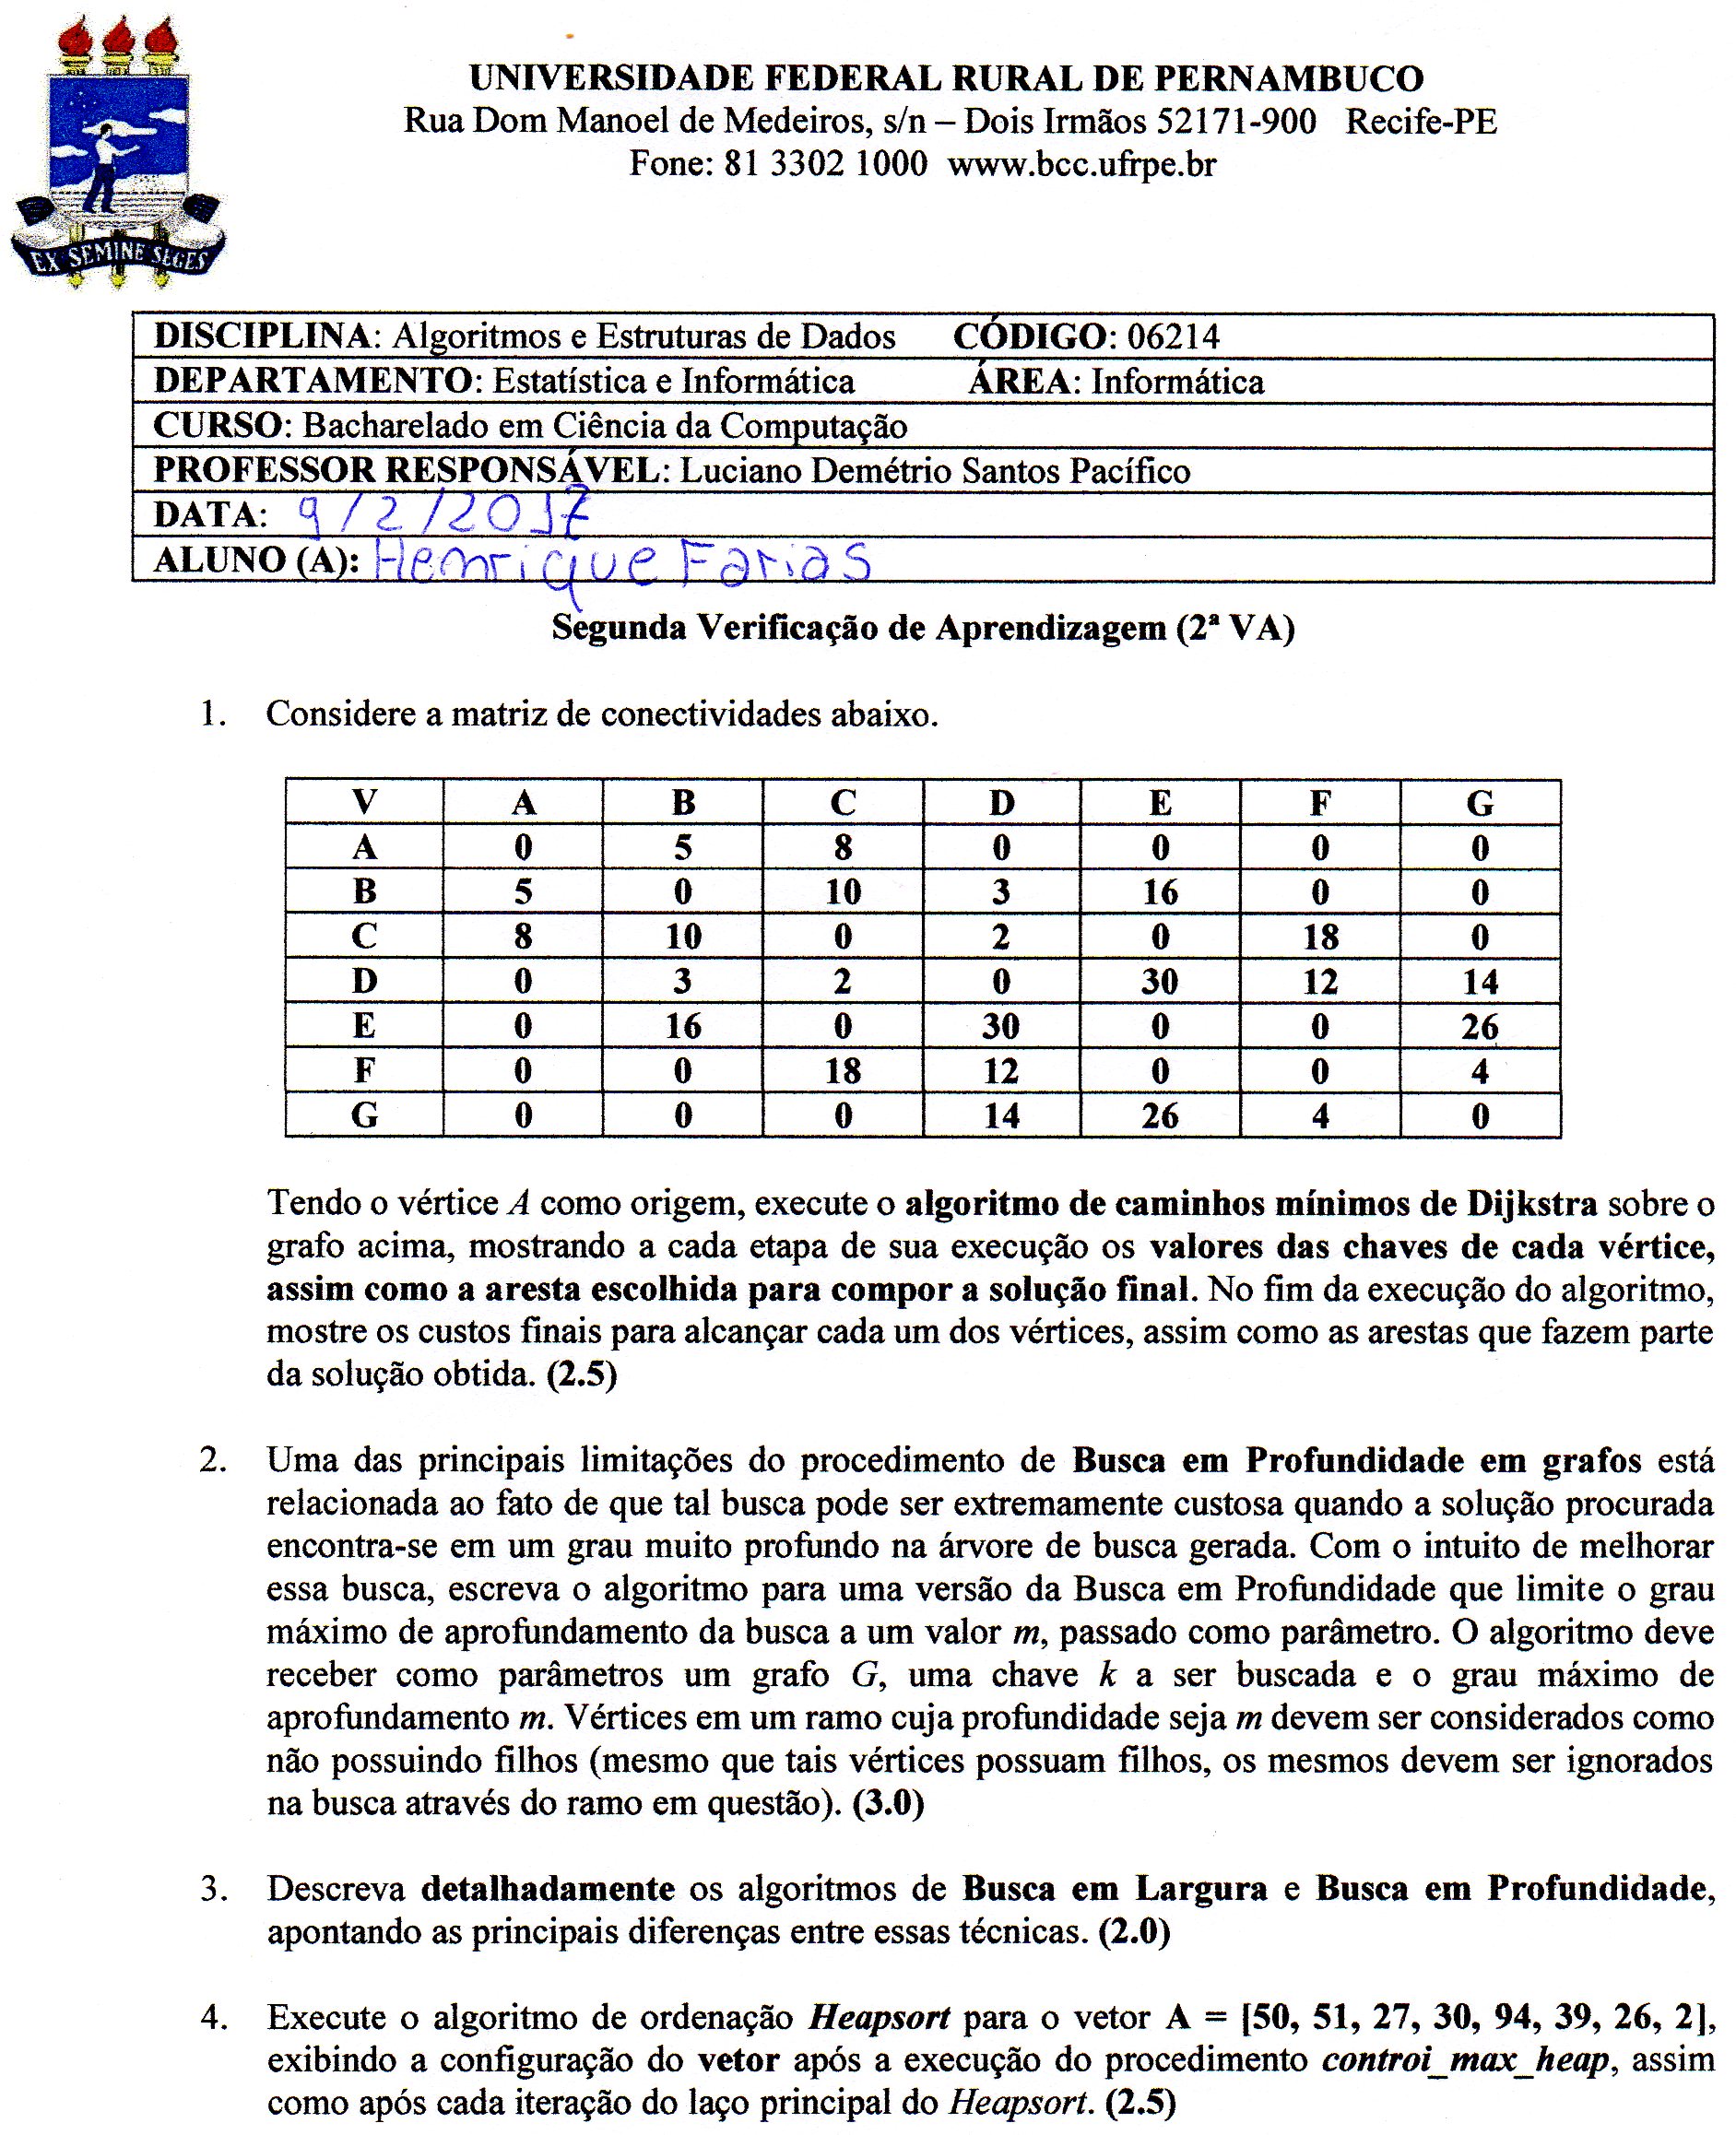 EX SEMINE SEGES
UNIVERSIDADE FEDERAL RURAL DE PERNAMBUCO
Rua Dom Manoel de Medeiros, s/n – Dois Irmãos 52171-900 Recife-PE
Fone: 81 3302 1000 www.bcc.ufrpe.br
DISCIPLINA: Algoritmos e Estruturas de Dados CÓDIGO: 06214
DEPARTAMENTO: Estatística e Informática ÁREA: Informática
CURSO: Bacharelado em Ciência da Computação
PROFESSOR RESPONSÁVEL: Luciano Demétrio Santos Pacífico
DATA: 9/2/2017
ALUNO (A): Henrique Farias
Segunda Verificação de Aprendizagem (2ª VA)
1. Considere a matriz de conectividades abaixo.
V A B C D E F G
A 0 5 8 0 0 0 0
B 5 0 10 3 16 0 0
C 8 10 0 2 0 18 0
D 0 3 2 0 30 12 14
E 0 16 0 30 0 0 26
F 0 0 18 12 0 0 4
G 0 0 0 14 26 4 0
Tendo o vértice A como origem, execute o algoritmo de caminhos mínimos de Dijkstra sobre o
grafo acima, mostrando a cada etapa de sua execução os valores das chaves de cada vértice,
assim como a aresta escolhida para compor a solução final. No fim da execução do algoritmo,
mostre os custos finais para alcançar cada um dos vértices, assim como as arestas que fazem parte
da solução obtida. (2.5)
2. Uma das principais limitações do procedimento de Busca em Profundidade em grafos está
relacionada ao fato de que tal busca pode ser extremamente custosa quando a solução procurada
encontra-se em um grau muito profundo na árvore de busca gerada. Com o intuito de melhorar
essa busca, escreva o algoritmo para uma versão da Busca em Profundidade que limite o grau
máximo de aprofundamento da busca a um valor m, passado como parâmetro. O algoritmo deve
receber como parâmetros um grafo G, uma chave k a ser buscada e o grau máximo de
aprofundamento m. Vértices em um ramo cuja profundidade seja m devem ser considerados como
não possuindo filhos (mesmo que tais vértices possuam filhos, os mesmos devem ser ignorados
na busca através do ramo em questão). (3.0)
3. Descreva detalhadamente os algoritmos de Busca em Largura e Busca em Profundidade,
apontando as principais diferenças entre essas técnicas. (2.0)
4. Execute o algoritmo de ordenação Heapsort para o vetor A = [50, 51, 27, 30, 94, 39, 26, 2],
exibindo a configuração do vetor após a execução do procedimento controi_max_heap, assim
como após cada iteração do laço principal do Heapsort. (2.5)